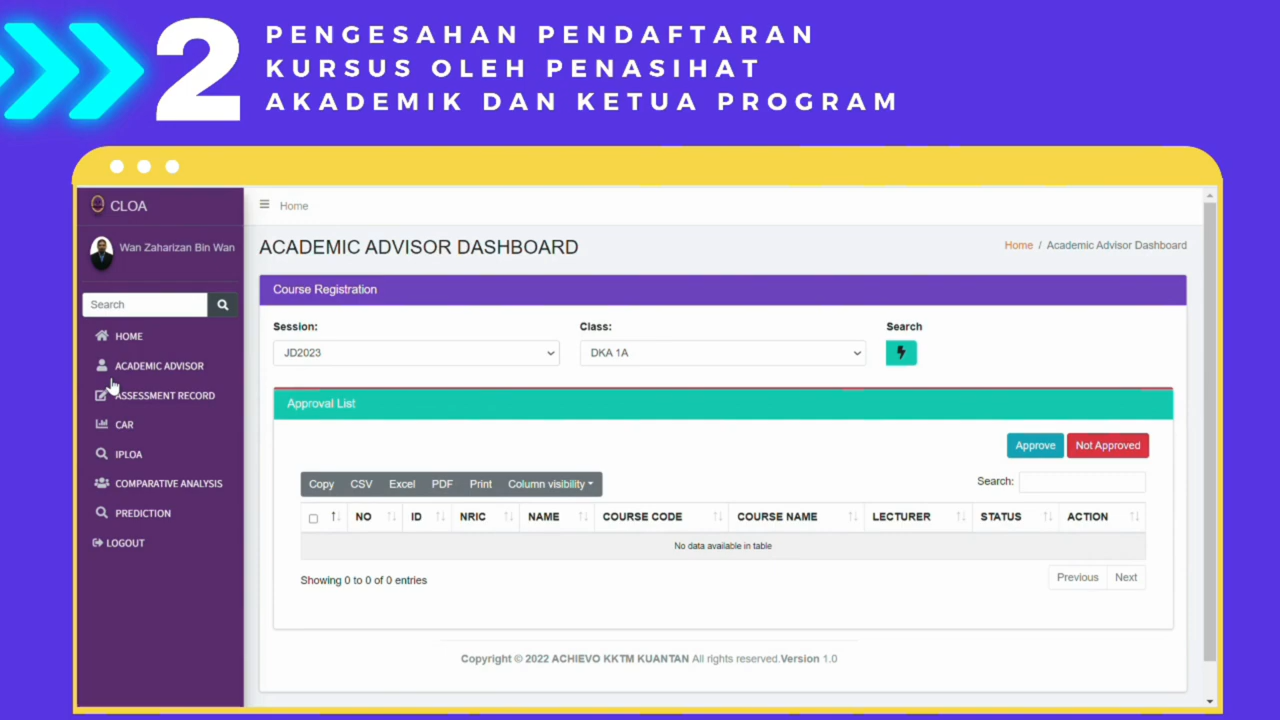 2
PENGESAHAN PENDAFTARAN
KURSUS OLEH PENASIHAT
AKADEMIK DAN KETUA PROGRAM
CLOA
Wan Zaharizan Bin Wan
Search
HOME
ACADEMIC ADVISOR
ASSESSMENT RECORD
CAR
IPLOA
COMPARATIVE ANALYSIS
PREDICTION
LOGOUT
Home
ACADEMIC ADVISOR DASHBOARD
Home / Academic Advisor Dashboard
Course Registration
Session: Class: Search
JD2023 DKA 1A
Approval List
Approve Not Approved
Copy CSV Excel PDF Print Column visibility Search:
NO ID NRIC NAME COURSE CODE COURSE NAME LECTURER STATUS ACTION
No data available in table
Showing 0 to 0 of 0 entries Previous Next
Copyright © 2022 ACHIEVO KKTM KUANTAN All rights reserved.Version 1.0